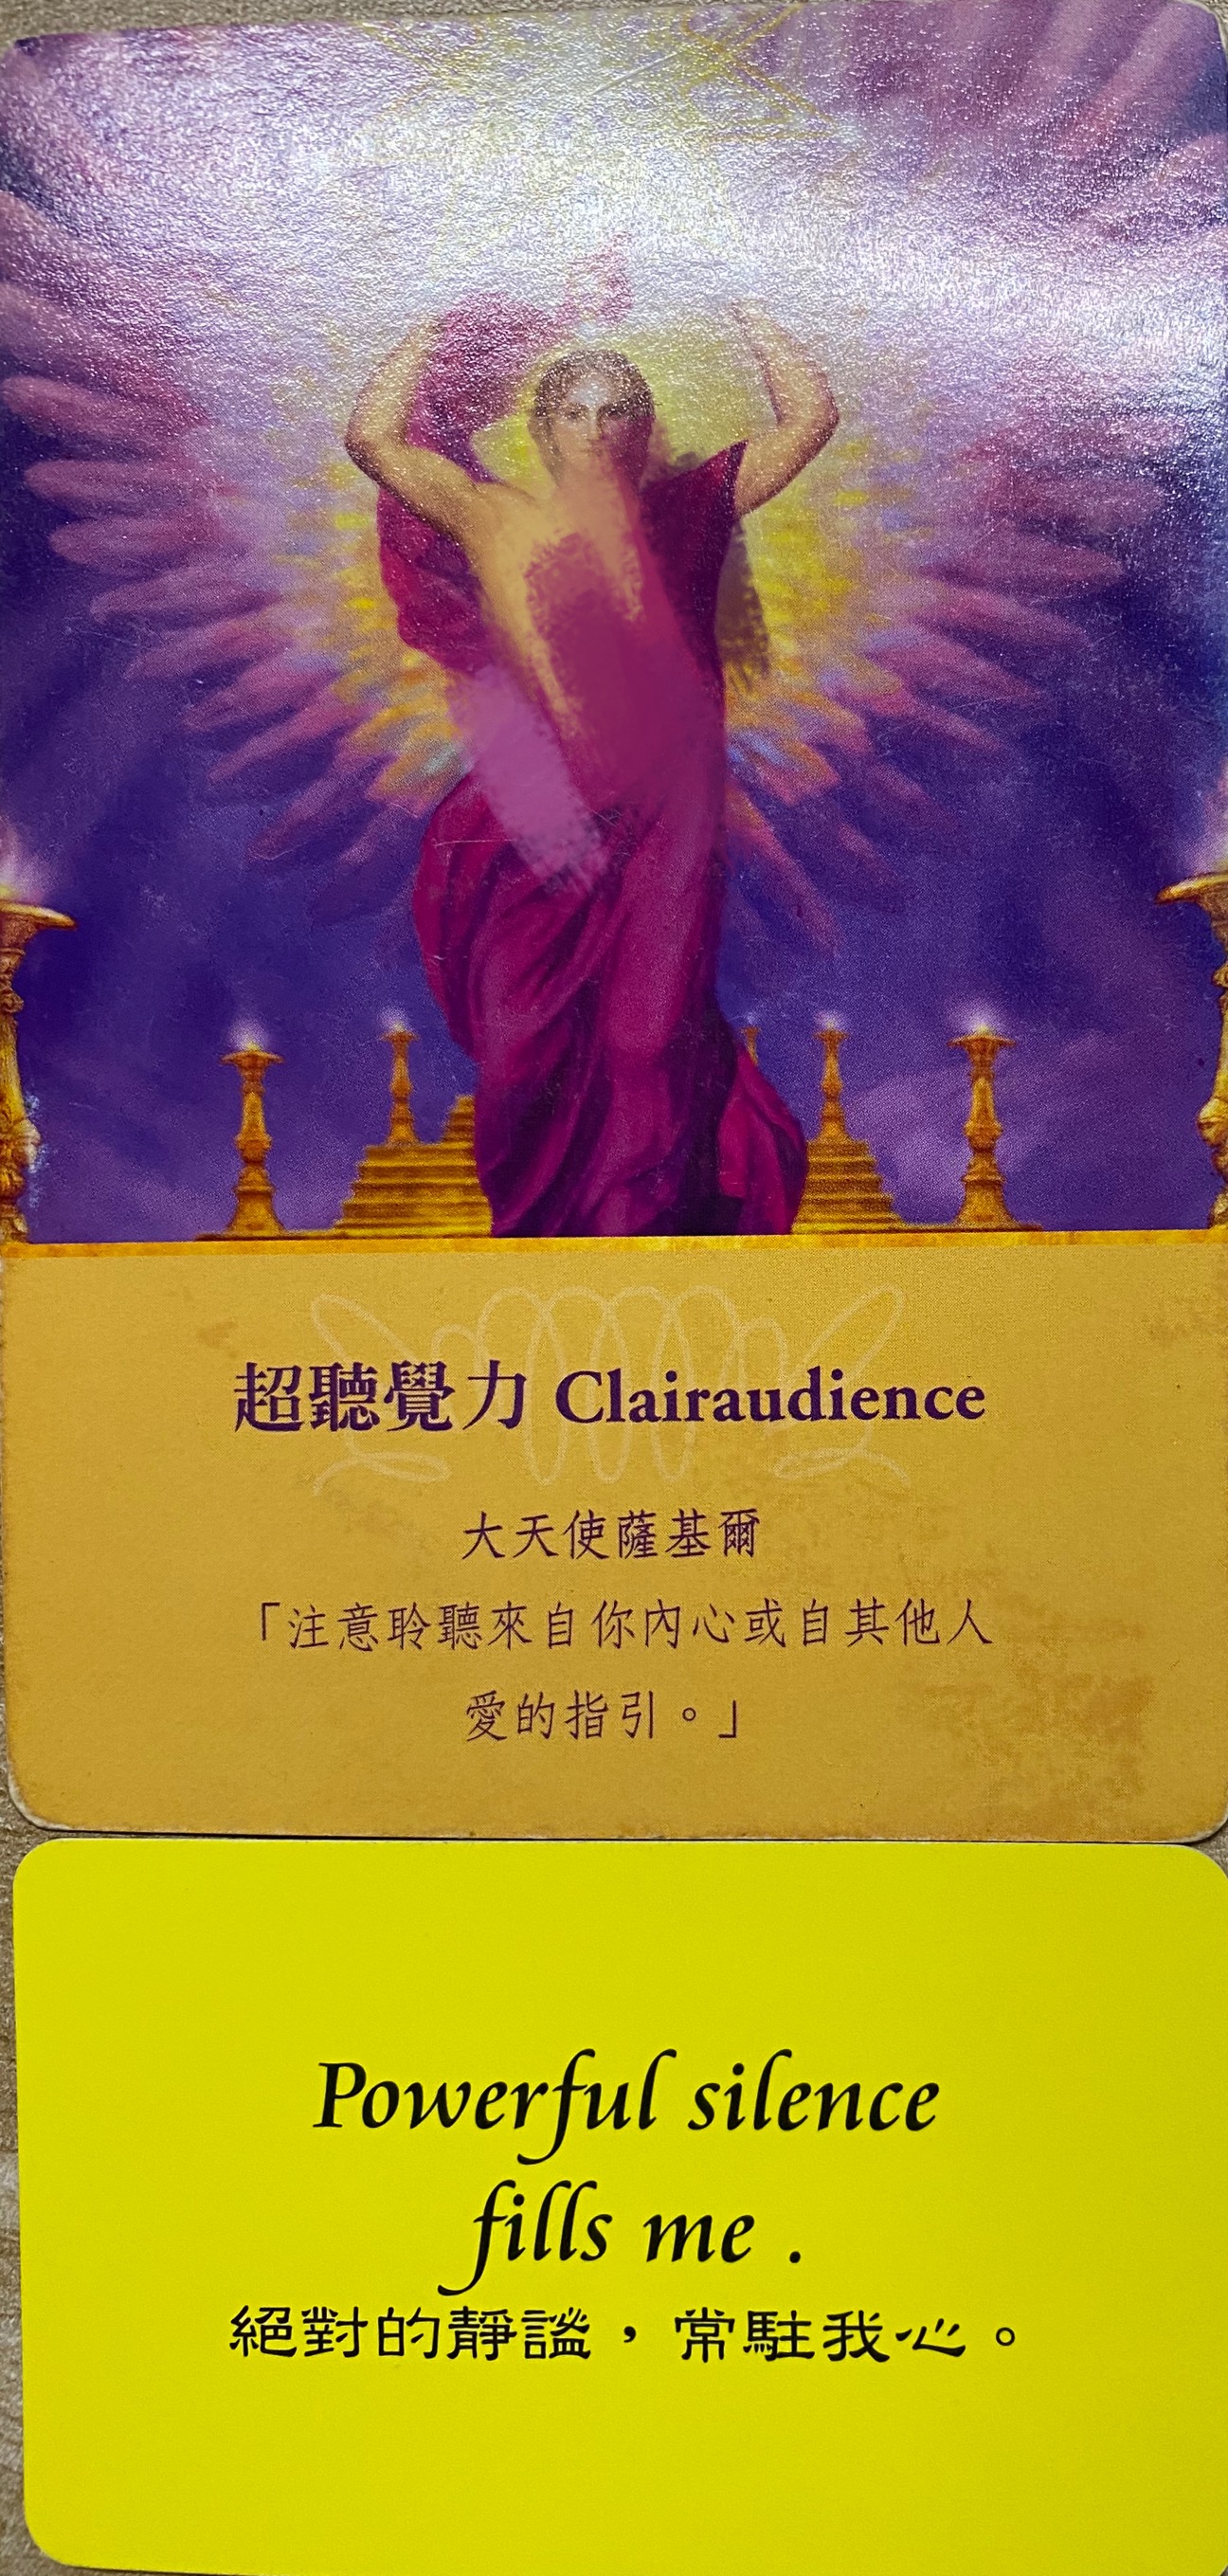 超聽覺力 Clairaudience
大天使薩基爾
「注意聆聽來自你內心或自其他人
愛的指引。」
Powerful silence
fills me .
絕對的靜謐，常駐我心。